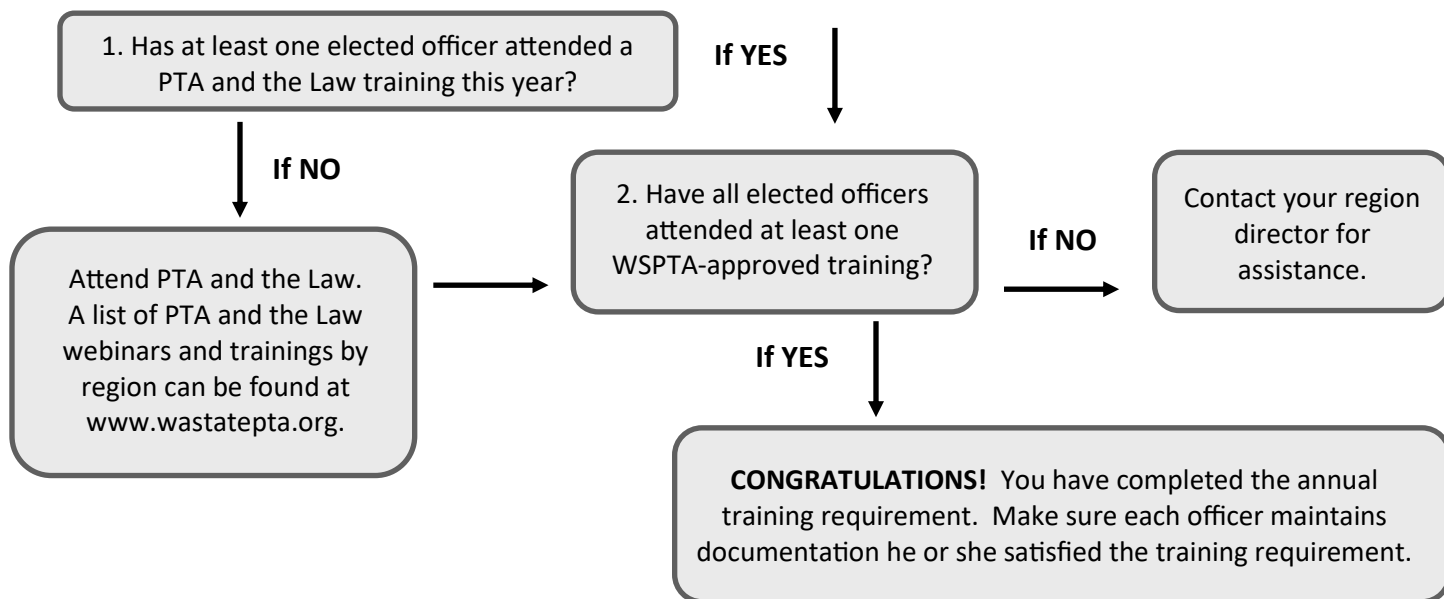 1. Has at least one elected officer attended a
PTA and the Law training this year?
If YES
If NO
2. Have all elected officers
attended at least one
WSPTA-approved training?
If NO
Contact your region
director for
assistance.
Attend PTA and the Law.
A list of PTA and the Law
webinars and trainings by
region can be found at
www.wastatepta.org.
If YES
CONGRATULATIONS!  You have completed the annual
training requirement.  Make sure each officer maintains
documentation he or she satisfied the training requirement.